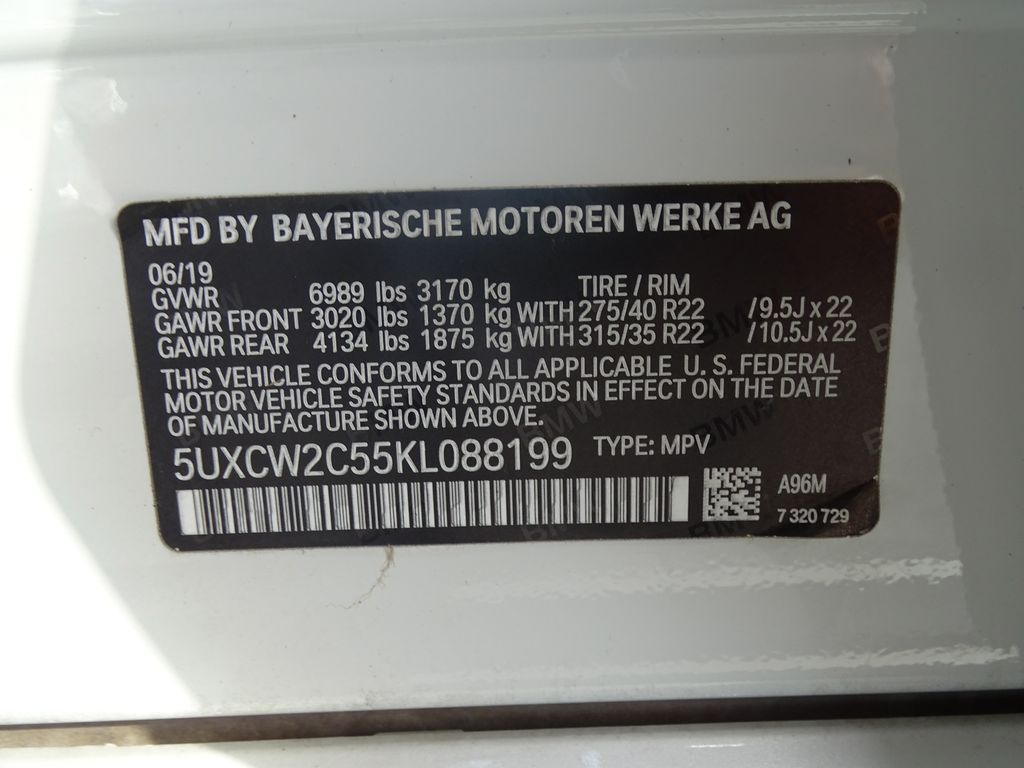 MFD BY BAYERISCHE MOTOREN WERKE AG
06/19
GVWR 6989 lbs 3170 kg TIRE / RIM
GAWR FRONT 3020 lbs 1370 kg WITH 275/40 R22 /9.5J x 22
GAWR REAR 4134 lbs 1875 kg WITH 315/35 R22 /10.5J x 22
THIS VEHICLE CONFORMS TO ALL APPLICABLE U. S. FEDERAL
MOTOR VEHICLE SAFETY STANDARDS IN EFFECT ON THE DATE
OF MANUFACTURE SHOWN ABOVE.
5UXCW2C55KL088199 TYPE: MPV
A96M
7 320 729